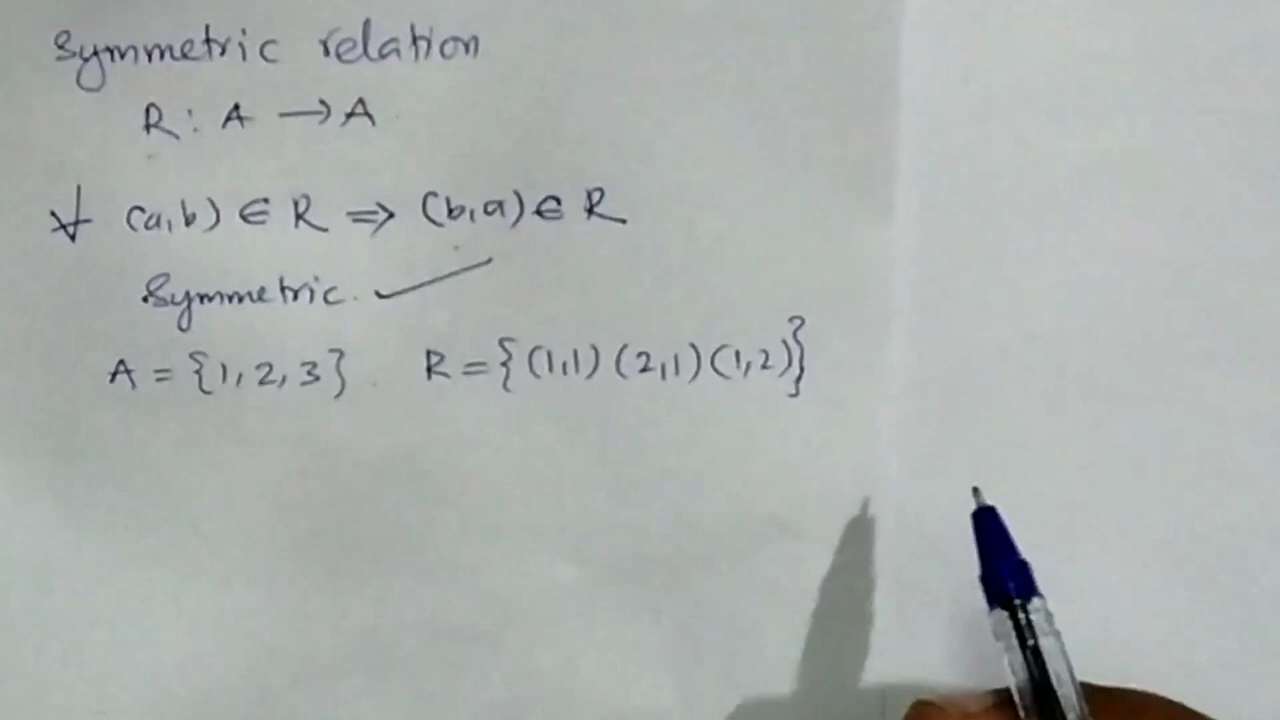 Symmetric relation
R: A → A
∀ (a,b) ∈ R ⇒ (b,a) ∈ R
Symmetric. ✓
A = {1, 2, 3} R = {(1,1) (2,1) (1,2)}